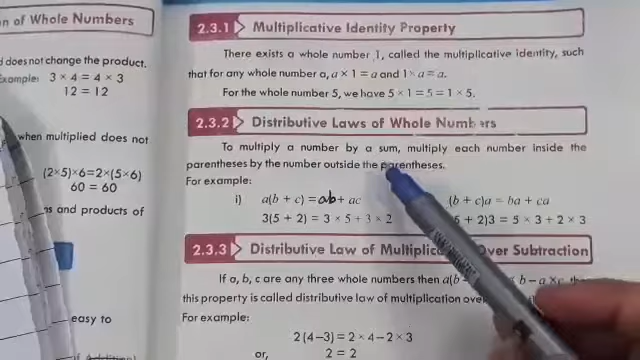 n of Whole Numbers
d does not change the product.
Example: 3 × 4 = 4 × 3
12 = 12
when multiplied does not
(2×5)×6=2×(5×6)
60 = 60
ns and products of
easy to
of Addition)
2.3.1 Multiplicative Identity Property
There exists a whole number 1, called the multiplicative identity, such
that for any whole number a, a × 1 = a and 1 × a = a.
For the whole number 5, we have 5 × 1 = 5 = 1 × 5.
2.3.2 Distributive Laws of Whole Numbers
To multiply a number by a sum, multiply each number inside the
parentheses by the number outside the parentheses.
For example:
i) a(b + c) = ab + ac (b + c)a = ba + ca
3(5 + 2) = 3 × 5 + 3 × 2 5 + 2)3 = 5 × 3 + 2 × 3
2.3.3 Distributive Law of Multiplic Over Subtraction
If a, b, c are any three whole numbers then a(b b – a × c,
this property is called distributive law of multiplication over
For example:
2(4–3) = 2 × 4 – 2 × 3
or, 2 = 2